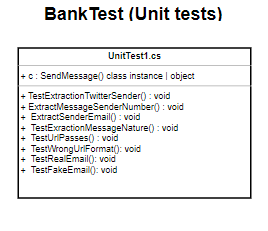 BankTest (Unit tests)
UnitTest1.cs
+ c : SendMessage() class instance | object
+ TestExtractionTwitterSender() : void
+ ExtractMessageSenderNumber() : void
+ ExtractSenderEmail() : void
+ TestExractionMessageNature() : void
+ TestUrlPasses() : void
+ TestWrongUrlFormat(): void
+ TestRealEmail() : void
+ TestFakeEmail(): void